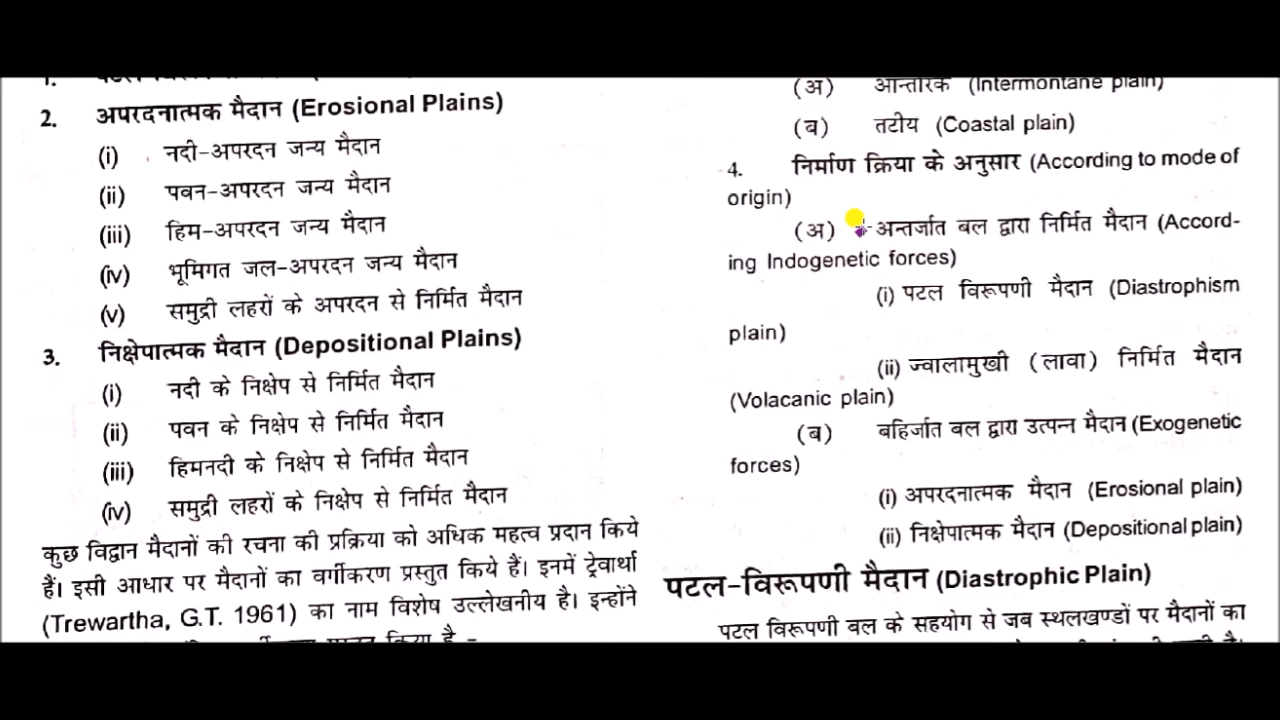 2. अपरदनात्मक मैदान (Erosional Plains)
(i) नदी-अपरदन जन्य मैदान
(ii) पवन-अपरदन जन्य मैदान
(iii) हिम-अपरदन जन्य मैदान
(iv) भूमिगत जल-अपरदन जन्य मैदान
(v) समुद्री लहरों के अपरदन से निर्मित मैदान
3. निक्षेपात्मक मैदान (Depositional Plains)
(i) नदी के निक्षेप से निर्मित मैदान
(ii) पवन के निक्षेप से निर्मित मैदान
(iii) हिमनदी के निक्षेप से निर्मित मैदान
(iv) समुद्री लहरों के निक्षेप से निर्मित मैदान
कुछ विद्वान मैदानों की रचना की प्रक्रिया को अधिक महत्व प्रदान किये
हैं। इसी आधार पर मैदानों का वर्गीकरण प्रस्तुत किये हैं। इनमें ट्रेवार्था
(Trewartha, G.T. 1961) का नाम विशेष उल्लेखनीय है। इन्होंने
(अ) आन्तरिक (Intermontane plain)
(ब) तटीय (Coastal plain)
4. निर्माण क्रिया के अनुसार (According to mode of
origin)
(अ) अन्तर्जात बल द्वारा निर्मित मैदान (Accord-
ing Indogenetic forces)
(i) पटल विरूपणी मैदान (Diastrophism
plain)
(ii) ज्वालामुखी (लावा) निर्मित मैदान
(Volacanic plain)
(ब) बहिर्जात बल द्वारा उत्पन्न मैदान (Exogenetic
forces)
(i) अपरदनात्मक मैदान (Erosional plain)
(ii) निक्षेपात्मक मैदान (Depositional plain)
पटल-विरूपणी मैदान (Diastrophic Plain)
पटल विरूपणी बल के सहयोग से जब स्थलखण्डों पर मैदानों का